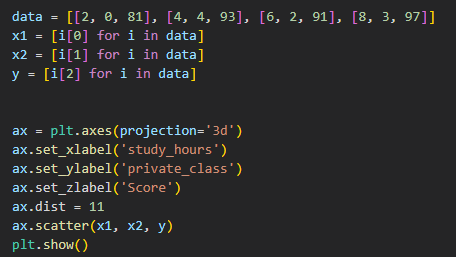 data = [[2, 0, 81], [4, 4, 93], [6, 2, 91], [8, 3, 97]]
x1 = [i[0] for i in data]
x2 = [i[1] for i in data]
y = [i[2] for i in data]
ax = plt.axes(projection='3d')
ax.set_xlabel('study_hours')
ax.set_ylabel('private_class')
ax.set_zlabel('Score')
ax.dist = 11
ax.scatter(x1, x2, y)
plt.show()